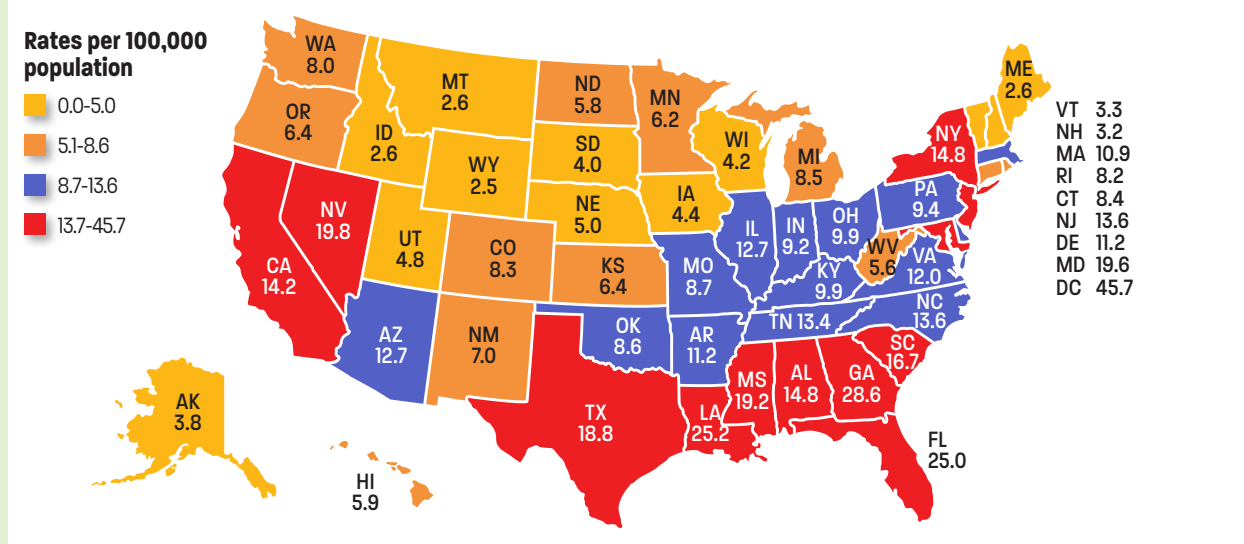 Rates per 100,000
population
0.0-5.0
5.1-8.6
8.7-13.6
13.7-45.7
WA
8.0
OR
6.4
ID
2.6
MT
2.6
WY
2.5
ND
5.8
SD
4.0
NE
5.0
MN
6.2
WI
4.2
IA
4.4
MI
8.5
NY
14.8
ME
2.6
PA
9.4
NV
19.8
CA
14.2
UT
4.8
CO
8.3
KS
6.4
MO
8.7
IL
12.7
IN
9.2
OH
9.9
WV
5.6
VA
12.0
KY
9.9
NC
13.6
TN 13.4
AZ
12.7
NM
7.0
OK
8.6
AR
11.2
SC
16.7
MS
19.2
AL
14.8
GA
28.6
TX
18.8
LA
25.2
FL
25.0
AK
3.8
HI
5.9
VT 3.3
NH 3.2
MA 10.9
RI 8.2
CT 8.4
NJ 13.6
DE 11.2
MD 19.6
DC 45.7